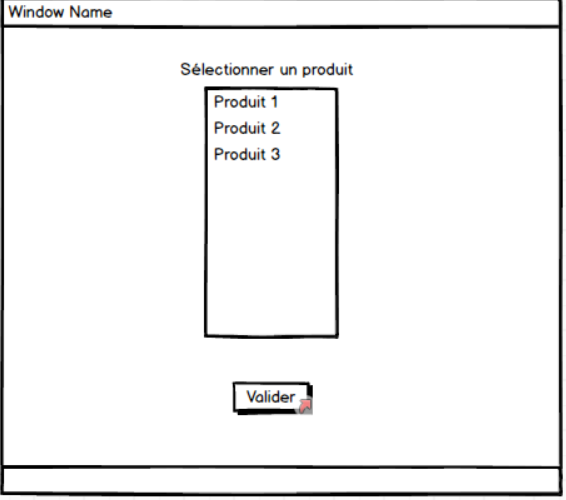 Window Name
Sélectionner un produit
Produit 1
Produit 2
Produit 3
Valider